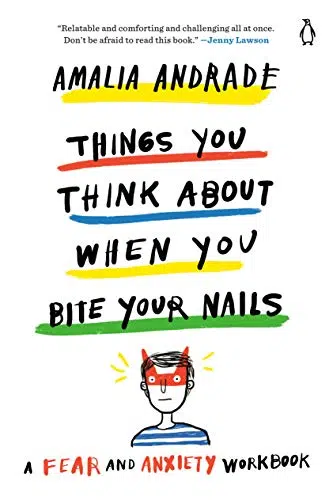 "Relatable and comforting and challenging all at once.
Don't be afraid to read this book." —Jenny Lawson
AMALIA ANDRADE
THINGS YOU
THINK ABOUT
WHEN YOU
BITE YOUR NAILS
A FEAR AND ANXIETY WORKBOOK